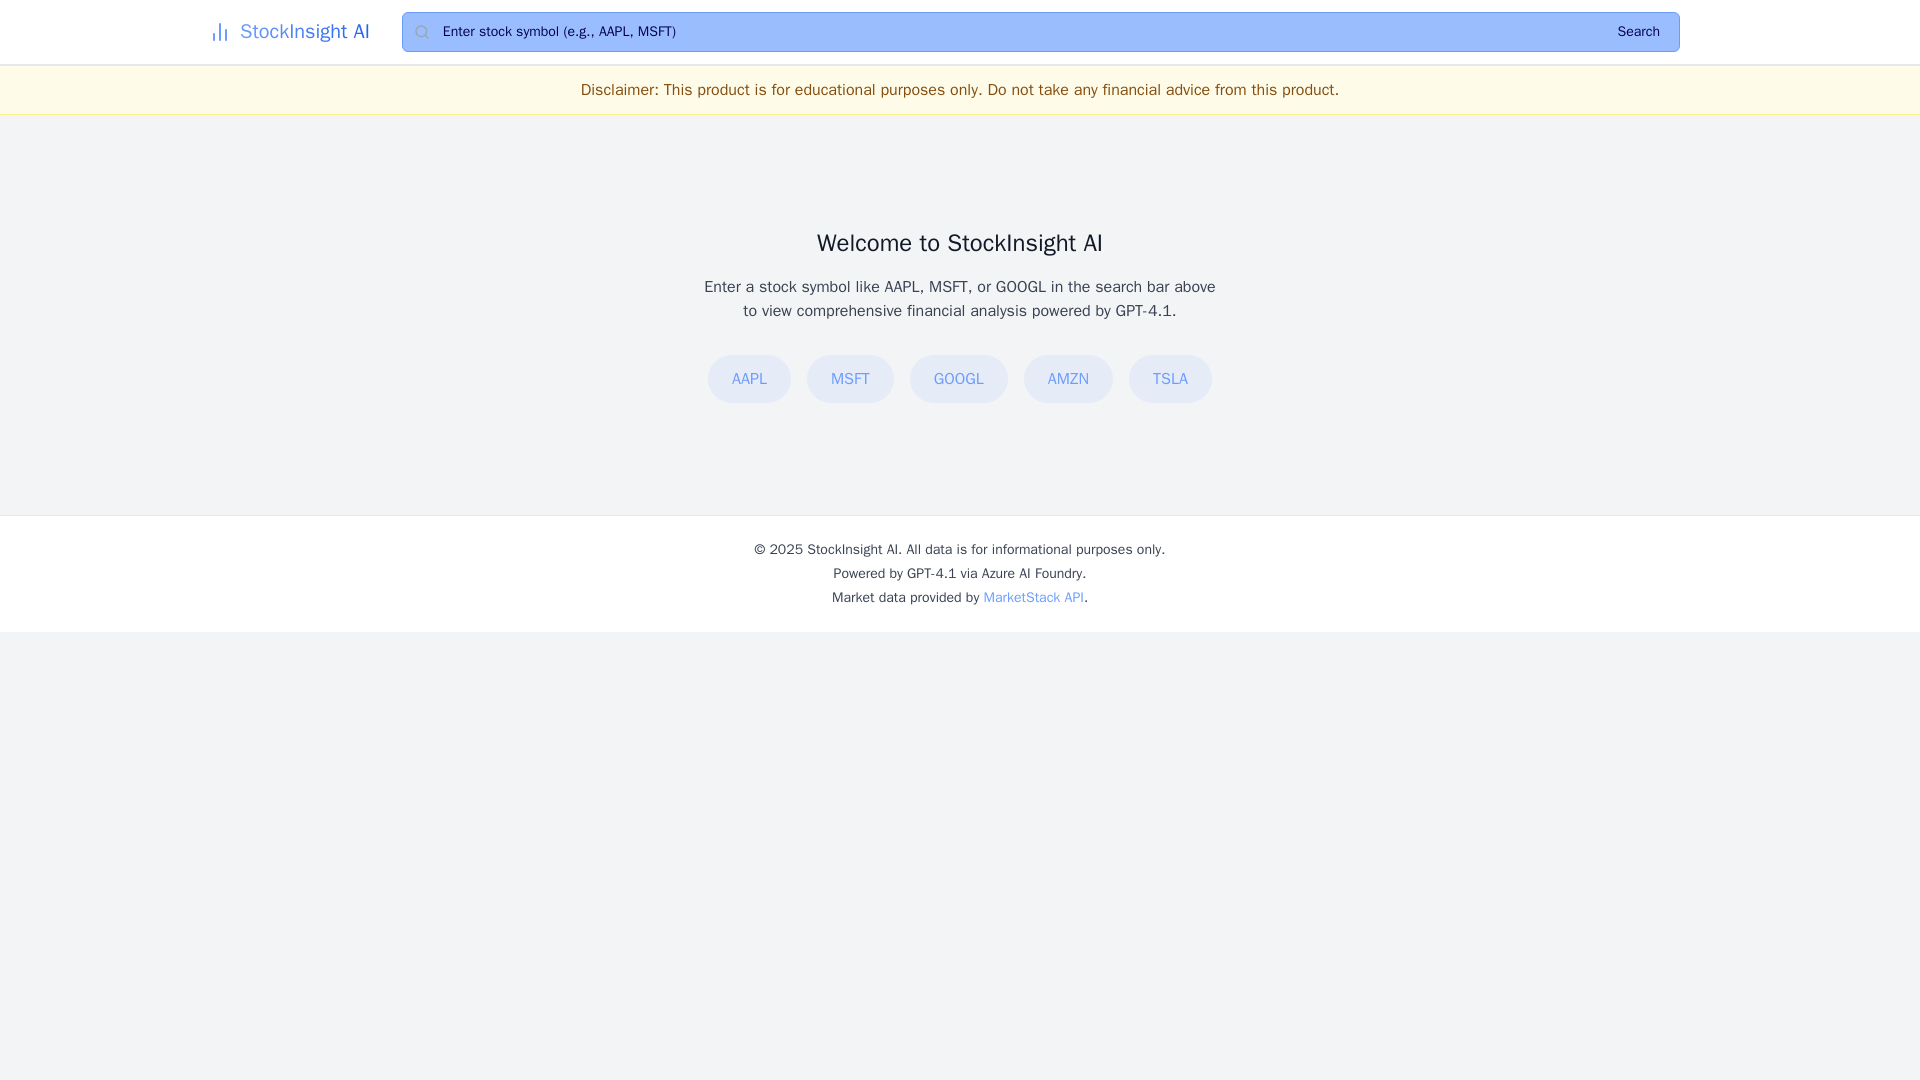 StockInsight AI
Enter stock symbol (e.g., AAPL, MSFT)
Search
Disclaimer: This product is for educational purposes only. Do not take any financial advice from this product.
Welcome to StockInsight AI
Enter a stock symbol like AAPL, MSFT, or GOOGL in the search bar above
to view comprehensive financial analysis powered by GPT-4.1.
AAPL
MSFT
GOOGL
AMZN
TSLA
© 2025 StockInsight AI. All data is for informational purposes only.
Powered by GPT-4.1 via Azure AI Foundry.
Market data provided by MarketStack API.